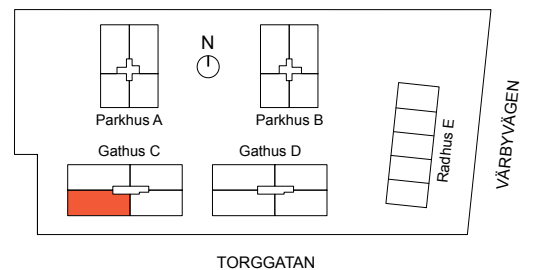 N
Parkhus A
Parkhus B
Gathus C
Gathus D
Radhus E
VÄRBYVÄGEN
TORGGATAN